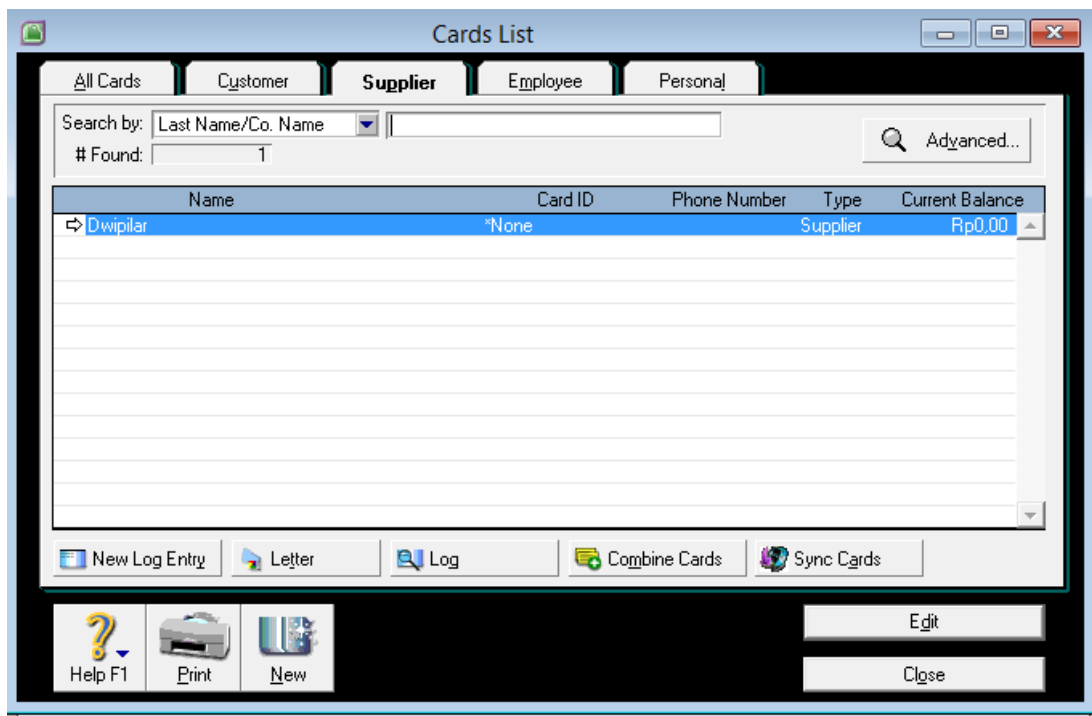 Cards List
All Cards Customer Supplier Employee Personal
Search by: Last Name/Co. Name Advanced...
# Found: 1
Name Card ID Phone Number Type Current Balance
Dwipilar *None Supplier Rp0,00
New Log Entry Letter Log Combine Cards Sync Cards
Edit
Help F1 Print New Close